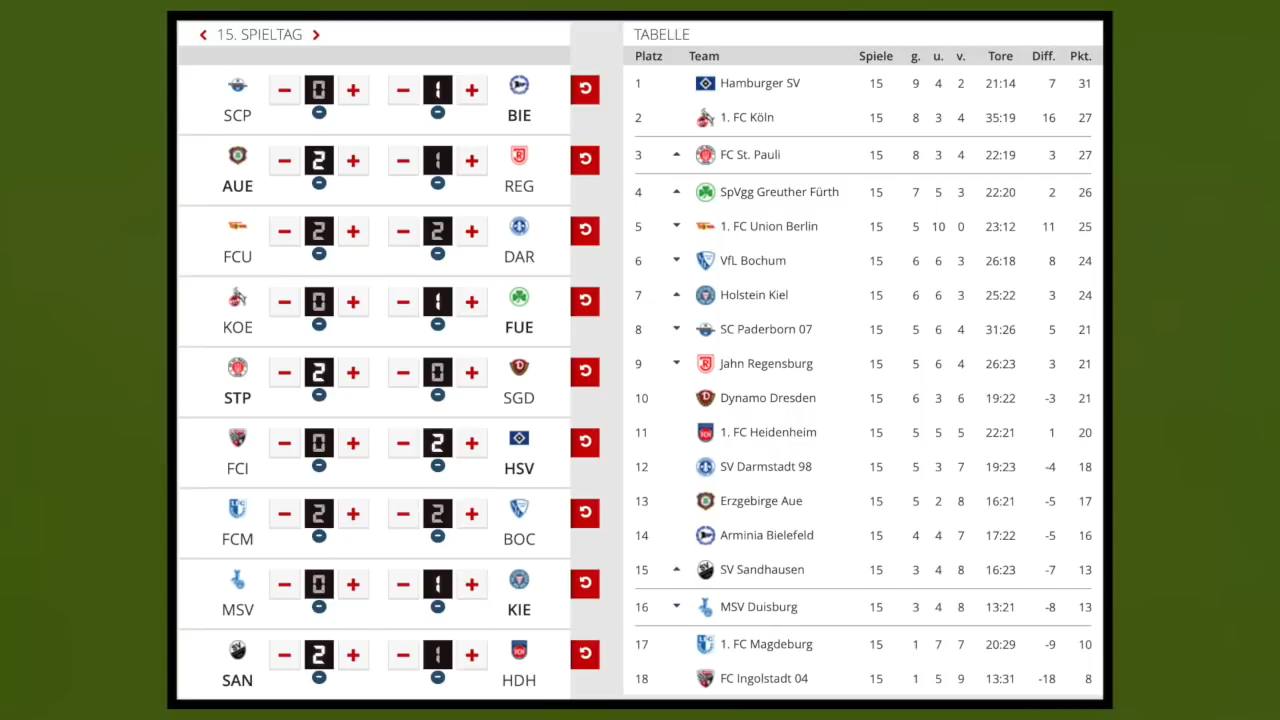 15. SPIELTAG
SCP 0 1 BIE
AUE 2 1 REG
FCU 2 2 DAR
KOE 0 1 FUE
STP 2 0 SGD
FCI 0 2 HSV
FCM 2 2 BOC
MSV 0 1 KIE
SAN 2 1 HDH
TABELLE
Platz Team Spiele g. u. v. Tore Diff. Pkt.
1 Hamburger SV 15 9 4 2 21:14 7 31
2 1. FC Köln 15 8 3 4 35:19 16 27
3 FC St. Pauli 15 8 3 4 22:19 3 27
4 SpVgg Greuther Fürth 15 7 5 3 22:20 2 26
5 1. FC Union Berlin 15 5 10 0 23:12 11 25
6 VfL Bochum 15 6 6 3 26:18 8 24
7 Holstein Kiel 15 6 6 3 25:22 3 24
8 SC Paderborn 07 15 5 6 4 31:26 5 21
9 Jahn Regensburg 15 5 6 4 26:23 3 21
10 Dynamo Dresden 15 6 3 6 19:22 -3 21
11 1. FC Heidenheim 15 5 5 5 22:21 1 20
12 SV Darmstadt 98 15 5 3 7 19:23 -4 18
13 Erzgebirge Aue 15 5 2 8 16:21 -5 17
14 Arminia Bielefeld 15 4 4 7 17:22 -5 16
15 SV Sandhausen 15 3 4 8 16:23 -7 13
16 MSV Duisburg 15 3 4 8 13:21 -8 13
17 1. FC Magdeburg 15 1 7 7 20:29 -9 10
18 FC Ingolstadt 04 15 1 5 9 13:31 -18 8